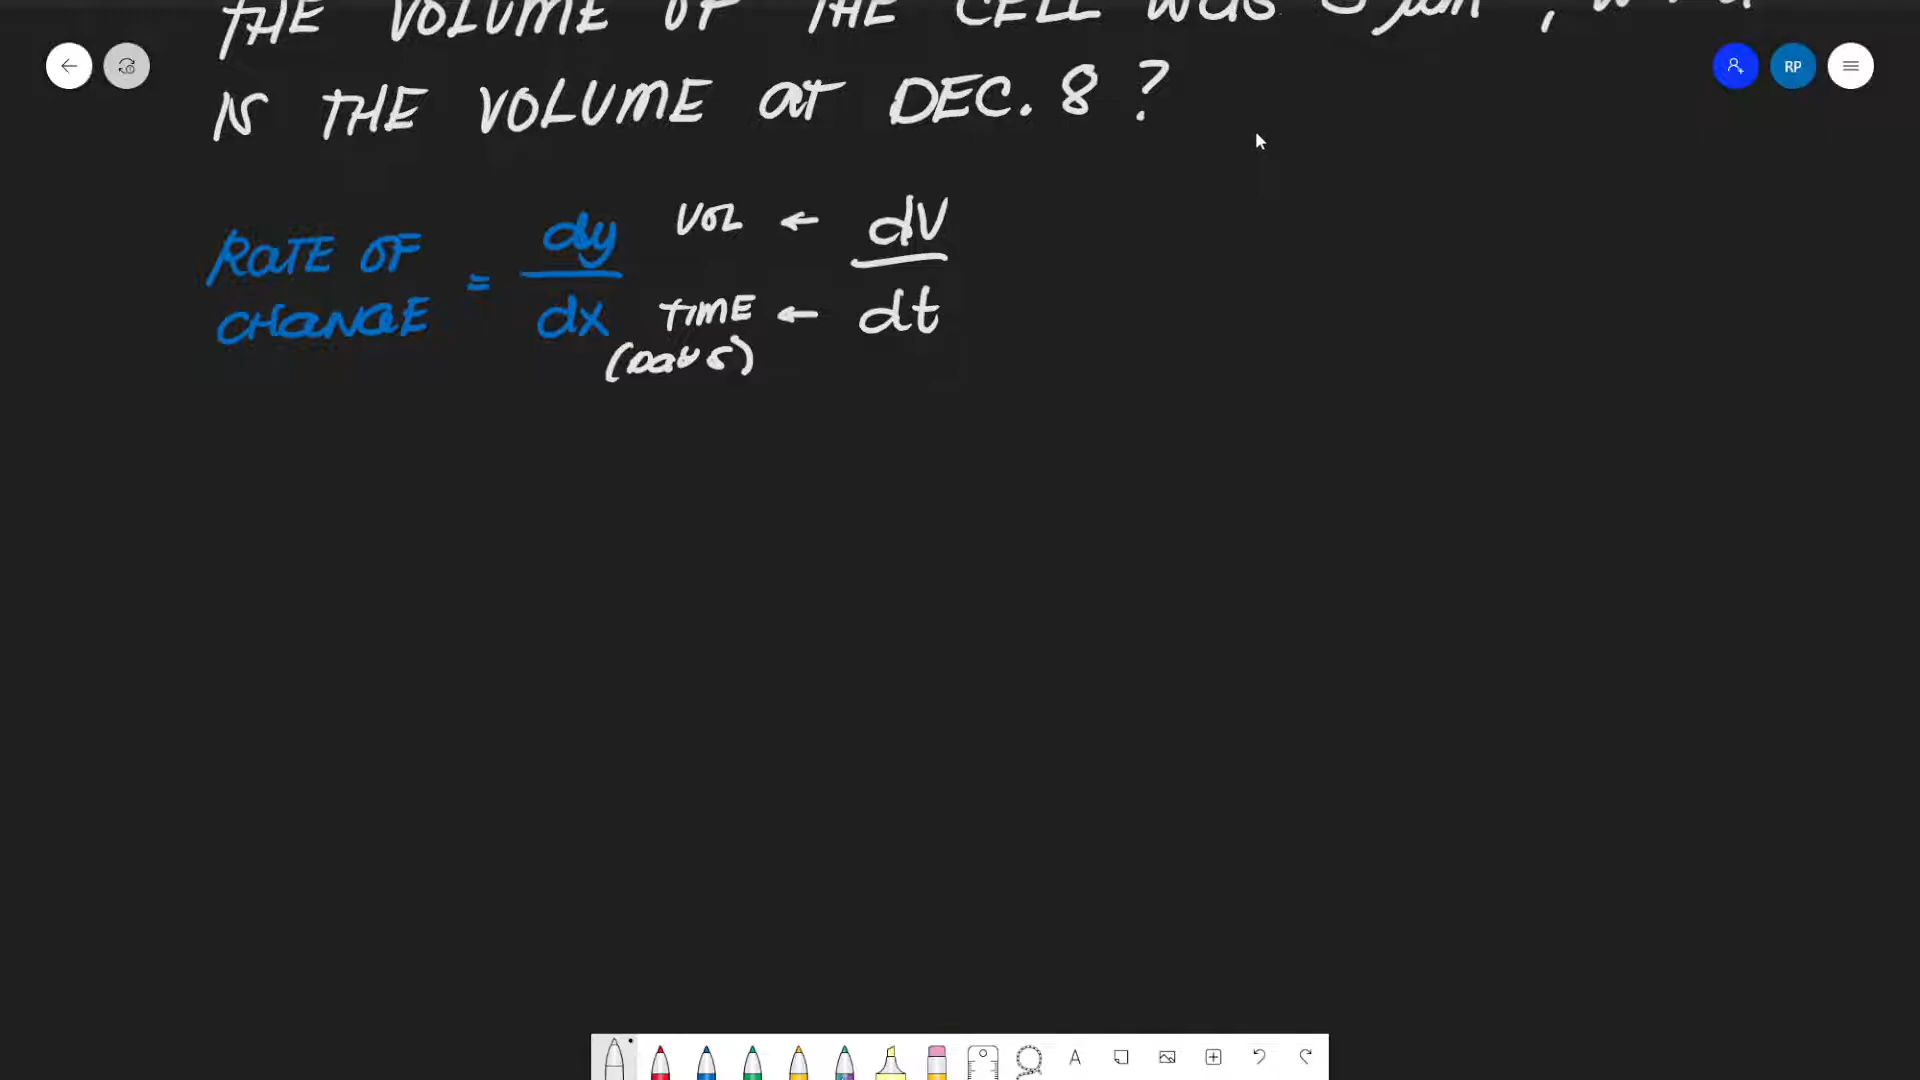 THE VOLUME OF THE CELL WAS
IS THE VOLUME AT DEC. 8 ?
RATE OF CHANGE = dy/dx
VOL ← dV
TIME ← dt
(DAYS)
RP
A